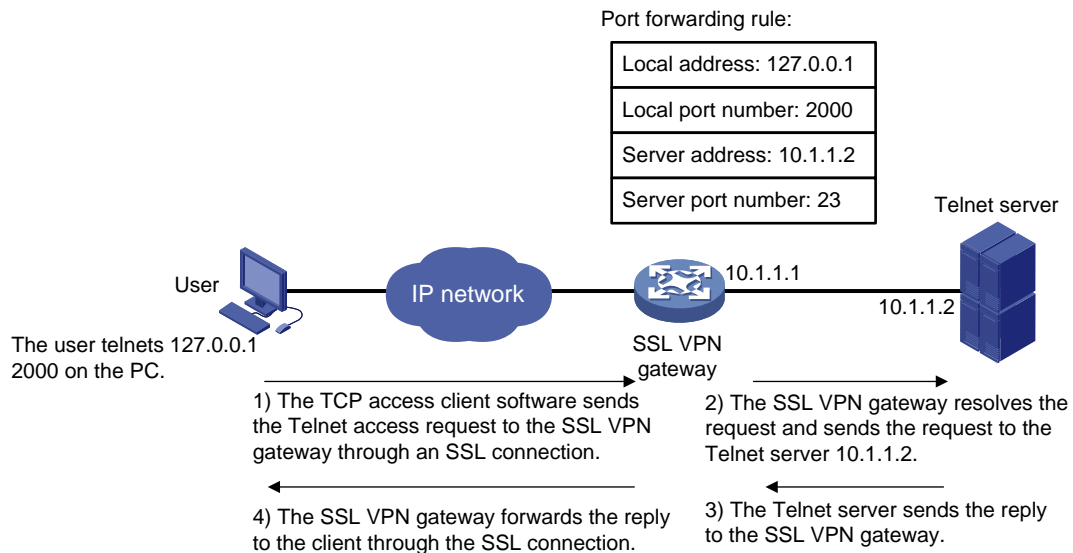 Port forwarding rule:
Local address: 127.0.0.1
Local port number: 2000
Server address: 10.1.1.2
Server port number: 23
Telnet server
User
IP network
10.1.1.1
10.1.1.2
SSL VPN
gateway
The user telnets 127.0.0.1
2000 on the PC.
1) The TCP access client software sends
the Telnet access request to the SSL VPN
gateway through an SSL connection.
2) The SSL VPN gateway resolves the
request and sends the request to the
Telnet server 10.1.1.2.
3) The Telnet server sends the reply
to the SSL VPN gateway.
4) The SSL VPN gateway forwards the reply
to the client through the SSL connection.